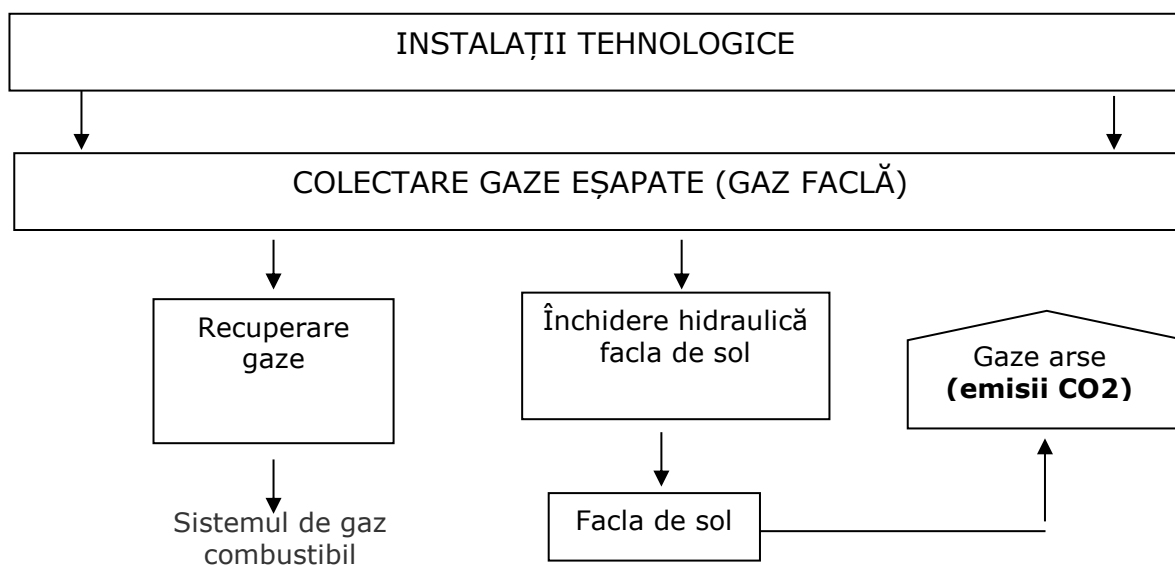 INSTALAȚII TEHNOLOGICE
COLECTARE GAZE EȘAPATE (GAZ FACLĂ)
Recuperare
gaze
Închidere hidraulică
facla de sol
Gaze arse
(emisii CO2)
Sistemul de gaz
combustibil
Facla de sol